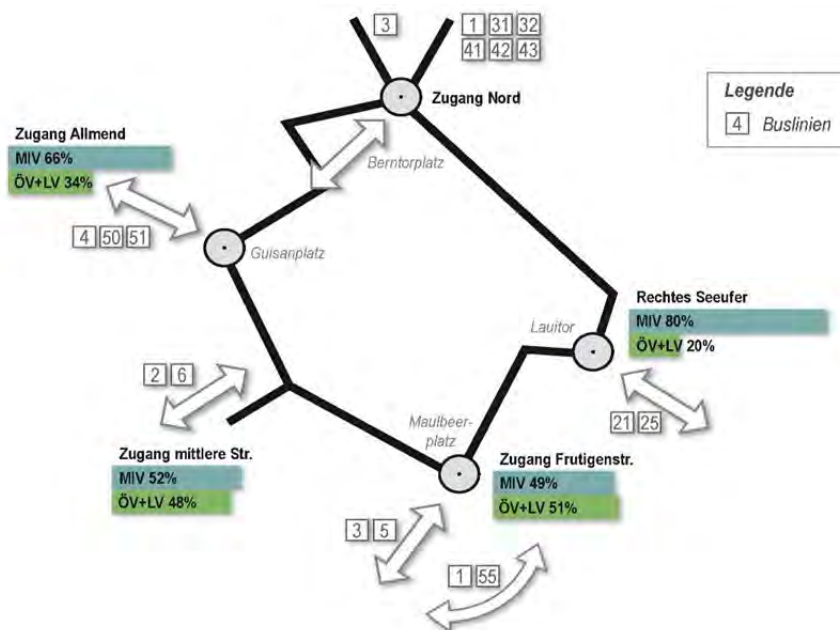 3
1 31 32
41 42 43
Zugang Nord
Legende
4 Buslinien
Zugang Allmend
MIV 66%
ÖV+LV 34%
Berntorplatz
4 50 51
Guisanplatz
Rechtes Seeufer
MIV 80%
ÖV+LV 20%
Lauitor
2 6
21 25
Maulbeer-
platz
Zugang mittlere Str.
MIV 52%
ÖV+LV 48%
Zugang Frutigenstr.
MIV 49%
ÖV+LV 51%
3 5
1 55